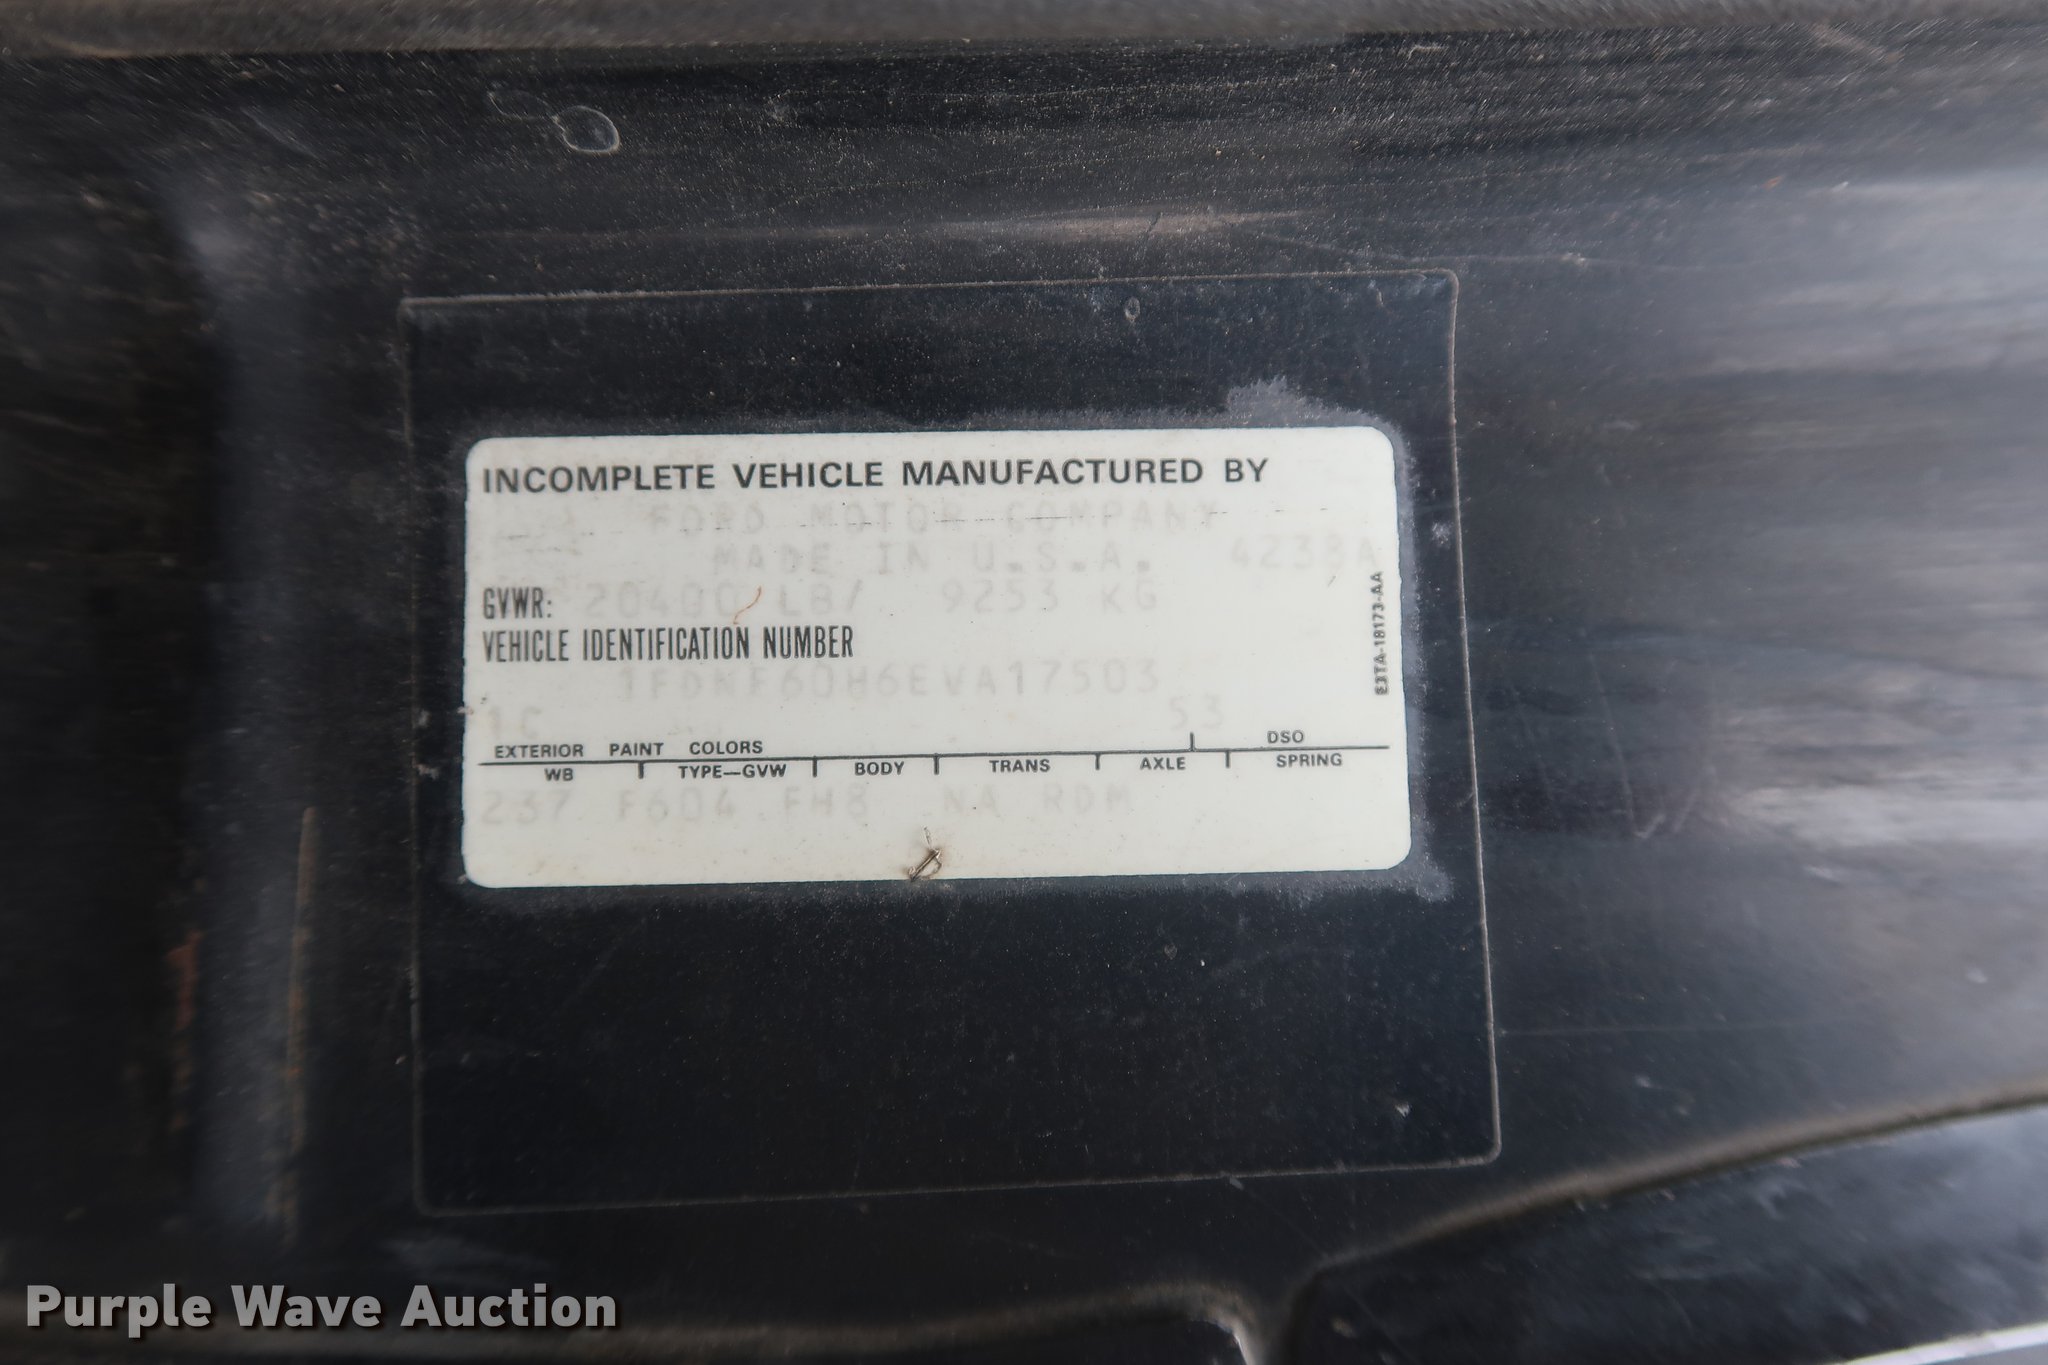 INCOMPLETE VEHICLE MANUFACTURED BY
FORD MOTOR COMPANY
MADE IN U.S.A. 4238A
GVWR: 20400 LB/ 9253 KG
VEHICLE IDENTIFICATION NUMBER
1FDNF60H6EVA17503
1C 53
EXTERIOR PAINT COLORS DSO
WB TYPE—GVW BODY TRANS AXLE SPRING
237 F604 FH8 NA RDM
E3TA-18173-AA
Purple Wave Auction